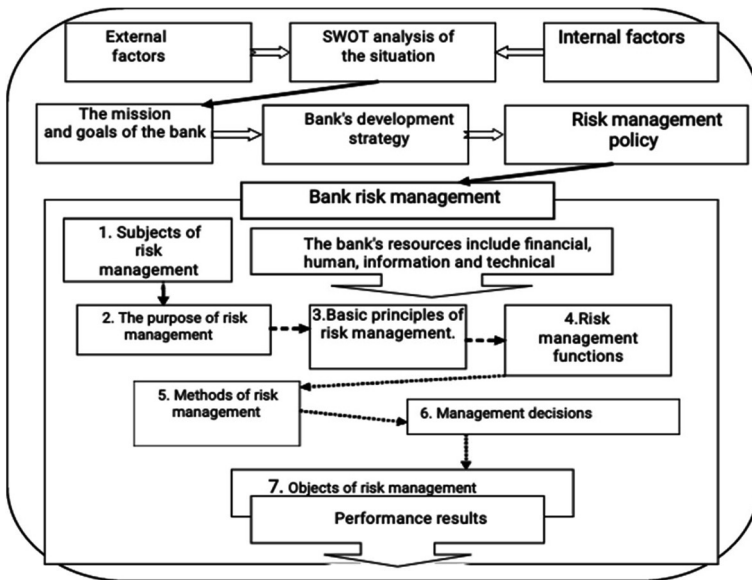 External
factors
SWOT analysis of
the situation
Internal factors
The mission
and goals of the bank
Bank's development
strategy
Risk management
policy
Bank risk management
1. Subjects of
risk
management
The bank's resources include financial,
human, information and technical
2. The purpose of risk
management
3.Basic principles of
risk management.
4.Risk
management
functions
5. Methods of risk
management
6. Management decisions
7. Objects of risk management
Performance results